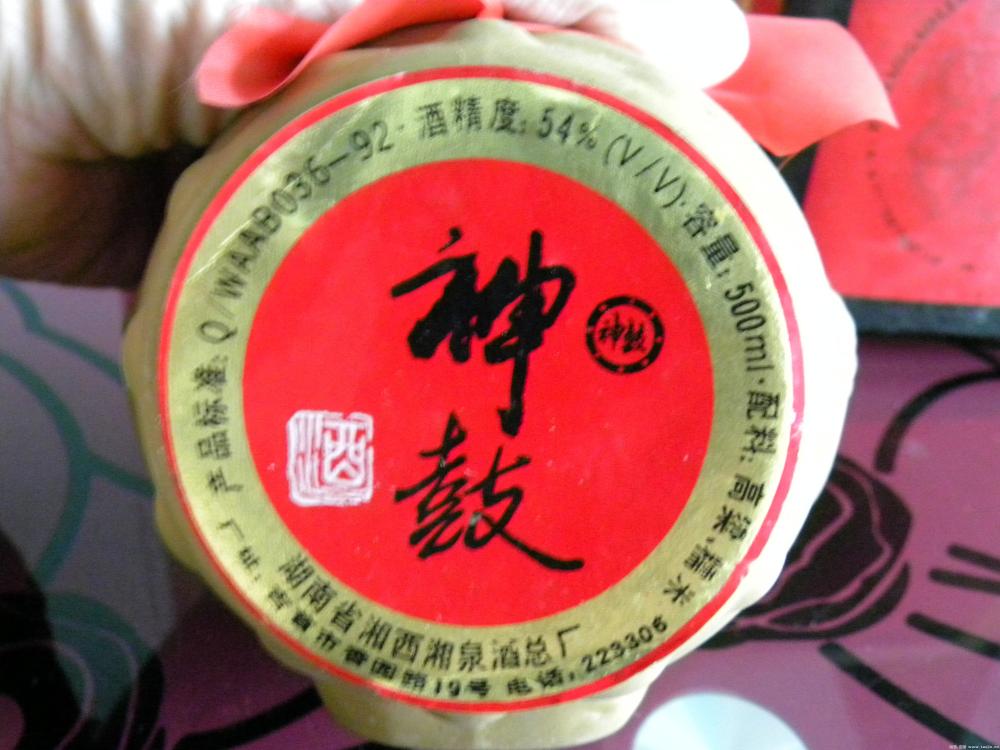 神鼓
神鼓
酒
产品标准: Q/WAAB036-92·酒精度: 54% (V/V)·容量: 500ml·配料: 高粱,糯米
湖南省湘西湘泉酒总厂
厂址: 吉首市香园路19号 电话: 223306